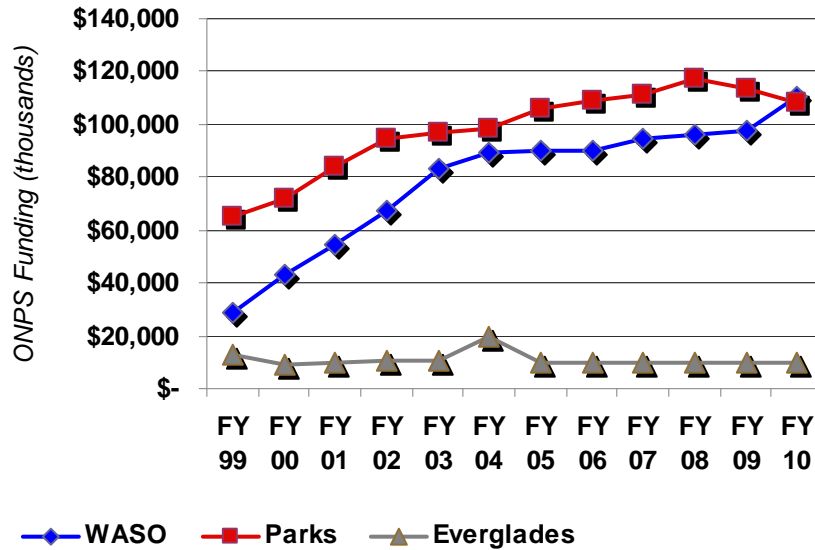 ONPS Funding (thousands)
$140,000
$120,000
$100,000
$80,000
$60,000
$40,000
$20,000
$-
FY FY FY FY FY FY FY FY FY FY FY FY
99 00 01 02 03 04 05 06 07 08 09 10
WASO Parks Everglades